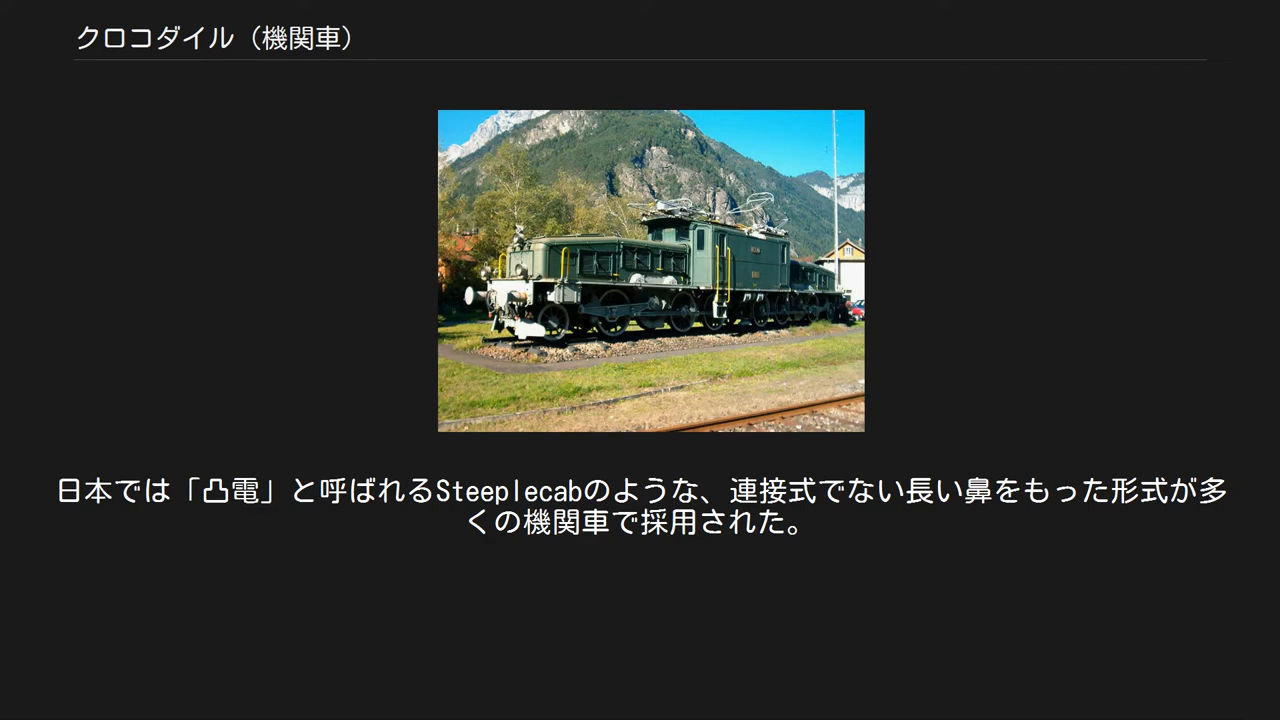 クロコダイル（機関車）
日本では「凸電」と呼ばれるSteeplecabのような、連接式でない長い鼻をもった形式が多
くの機関車で採用された。